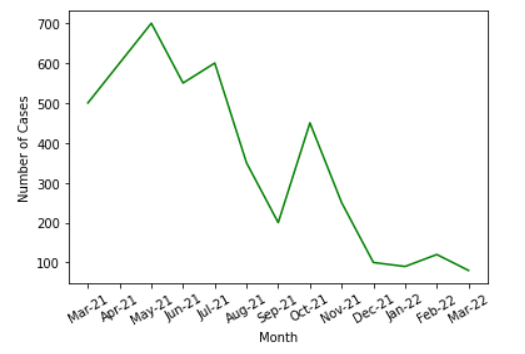 700
600
500
400
300
200
100
Number of Cases
Mar-21
Apr-21
May-21
Jun-21
Jul-21
Aug-21
Sep-21
Oct-21
Nov-21
Dec-21
Jan-22
Feb-22
Mar-22
Month